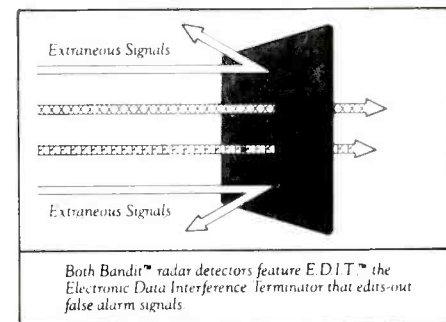 Extraneous Signals
Extraneous Signals
Both Bandit™ radar detectors feature E.D.I.T.™ the
Electronic Data Interference Terminator that edits-out
false alarm signals.